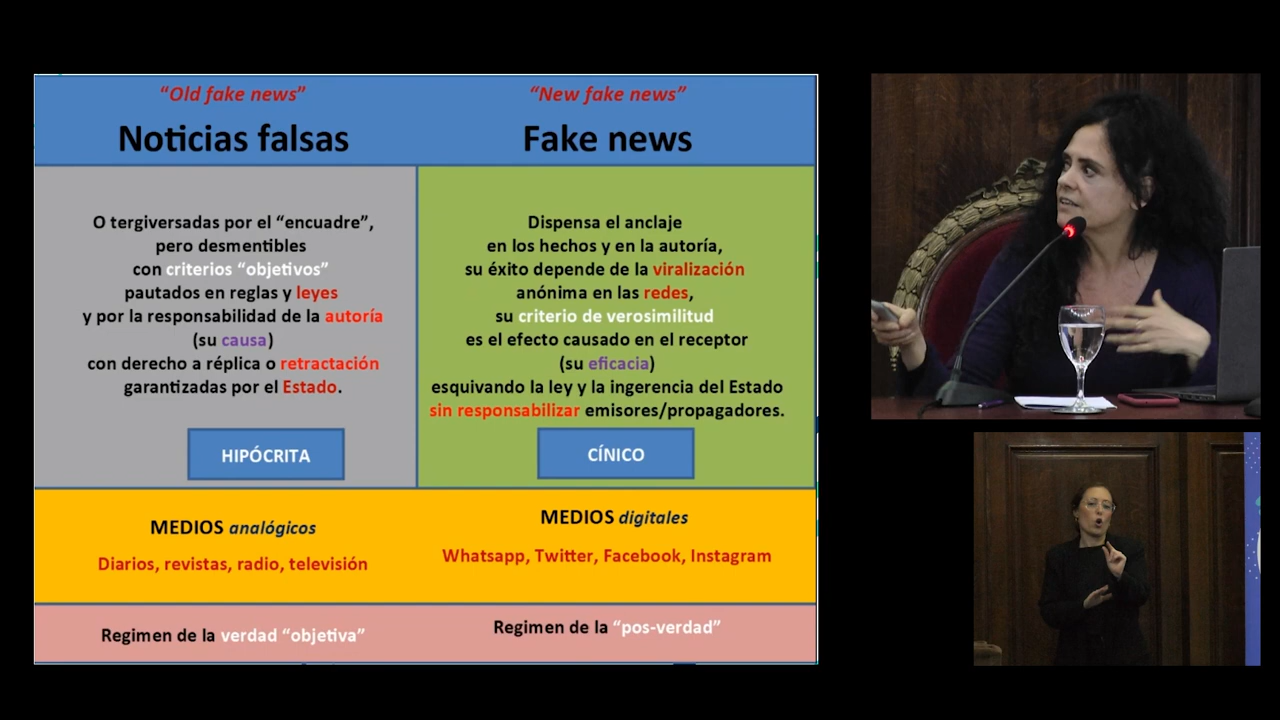 “Old fake news”
Noticias falsas
O tergiversadas por el “encuadre”,
pero desmentibles
con criterios “objetivos”
pautados en reglas y leyes
y por la responsabilidad de la autoría
(su causa)
con derecho a réplica o retractación
garantizadas por el Estado.
HIPÓCRITA
MEDIOS analógicos
Diarios, revistas, radio, televisión
Regimen de la verdad “objetiva”
“New fake news”
Fake news
Dispensa el anclaje
en los hechos y en la autoría,
su éxito depende de la viralización
anónima en las redes,
su criterio de verosimilitud
es el efecto causado en el receptor
(su eficacia)
esquivando la ley y la ingerencia del Estado
sin responsabilizar emisores/propagadores.
CÍNICO
MEDIOS digitales
Whatsapp, Twitter, Facebook, Instagram
Regimen de la “pos-verdad”